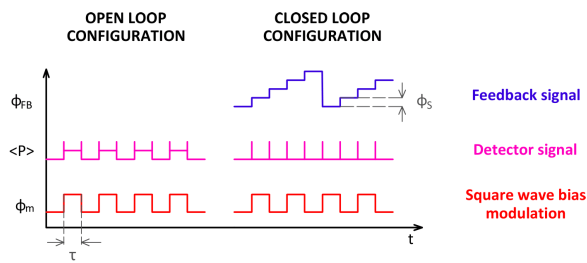 OPEN LOOP
CONFIGURATION
CLOSED LOOP
CONFIGURATION
ϕFB
ϕS
Feedback signal
<P>
Detector signal
ϕm
Square wave bias
modulation
t
τ